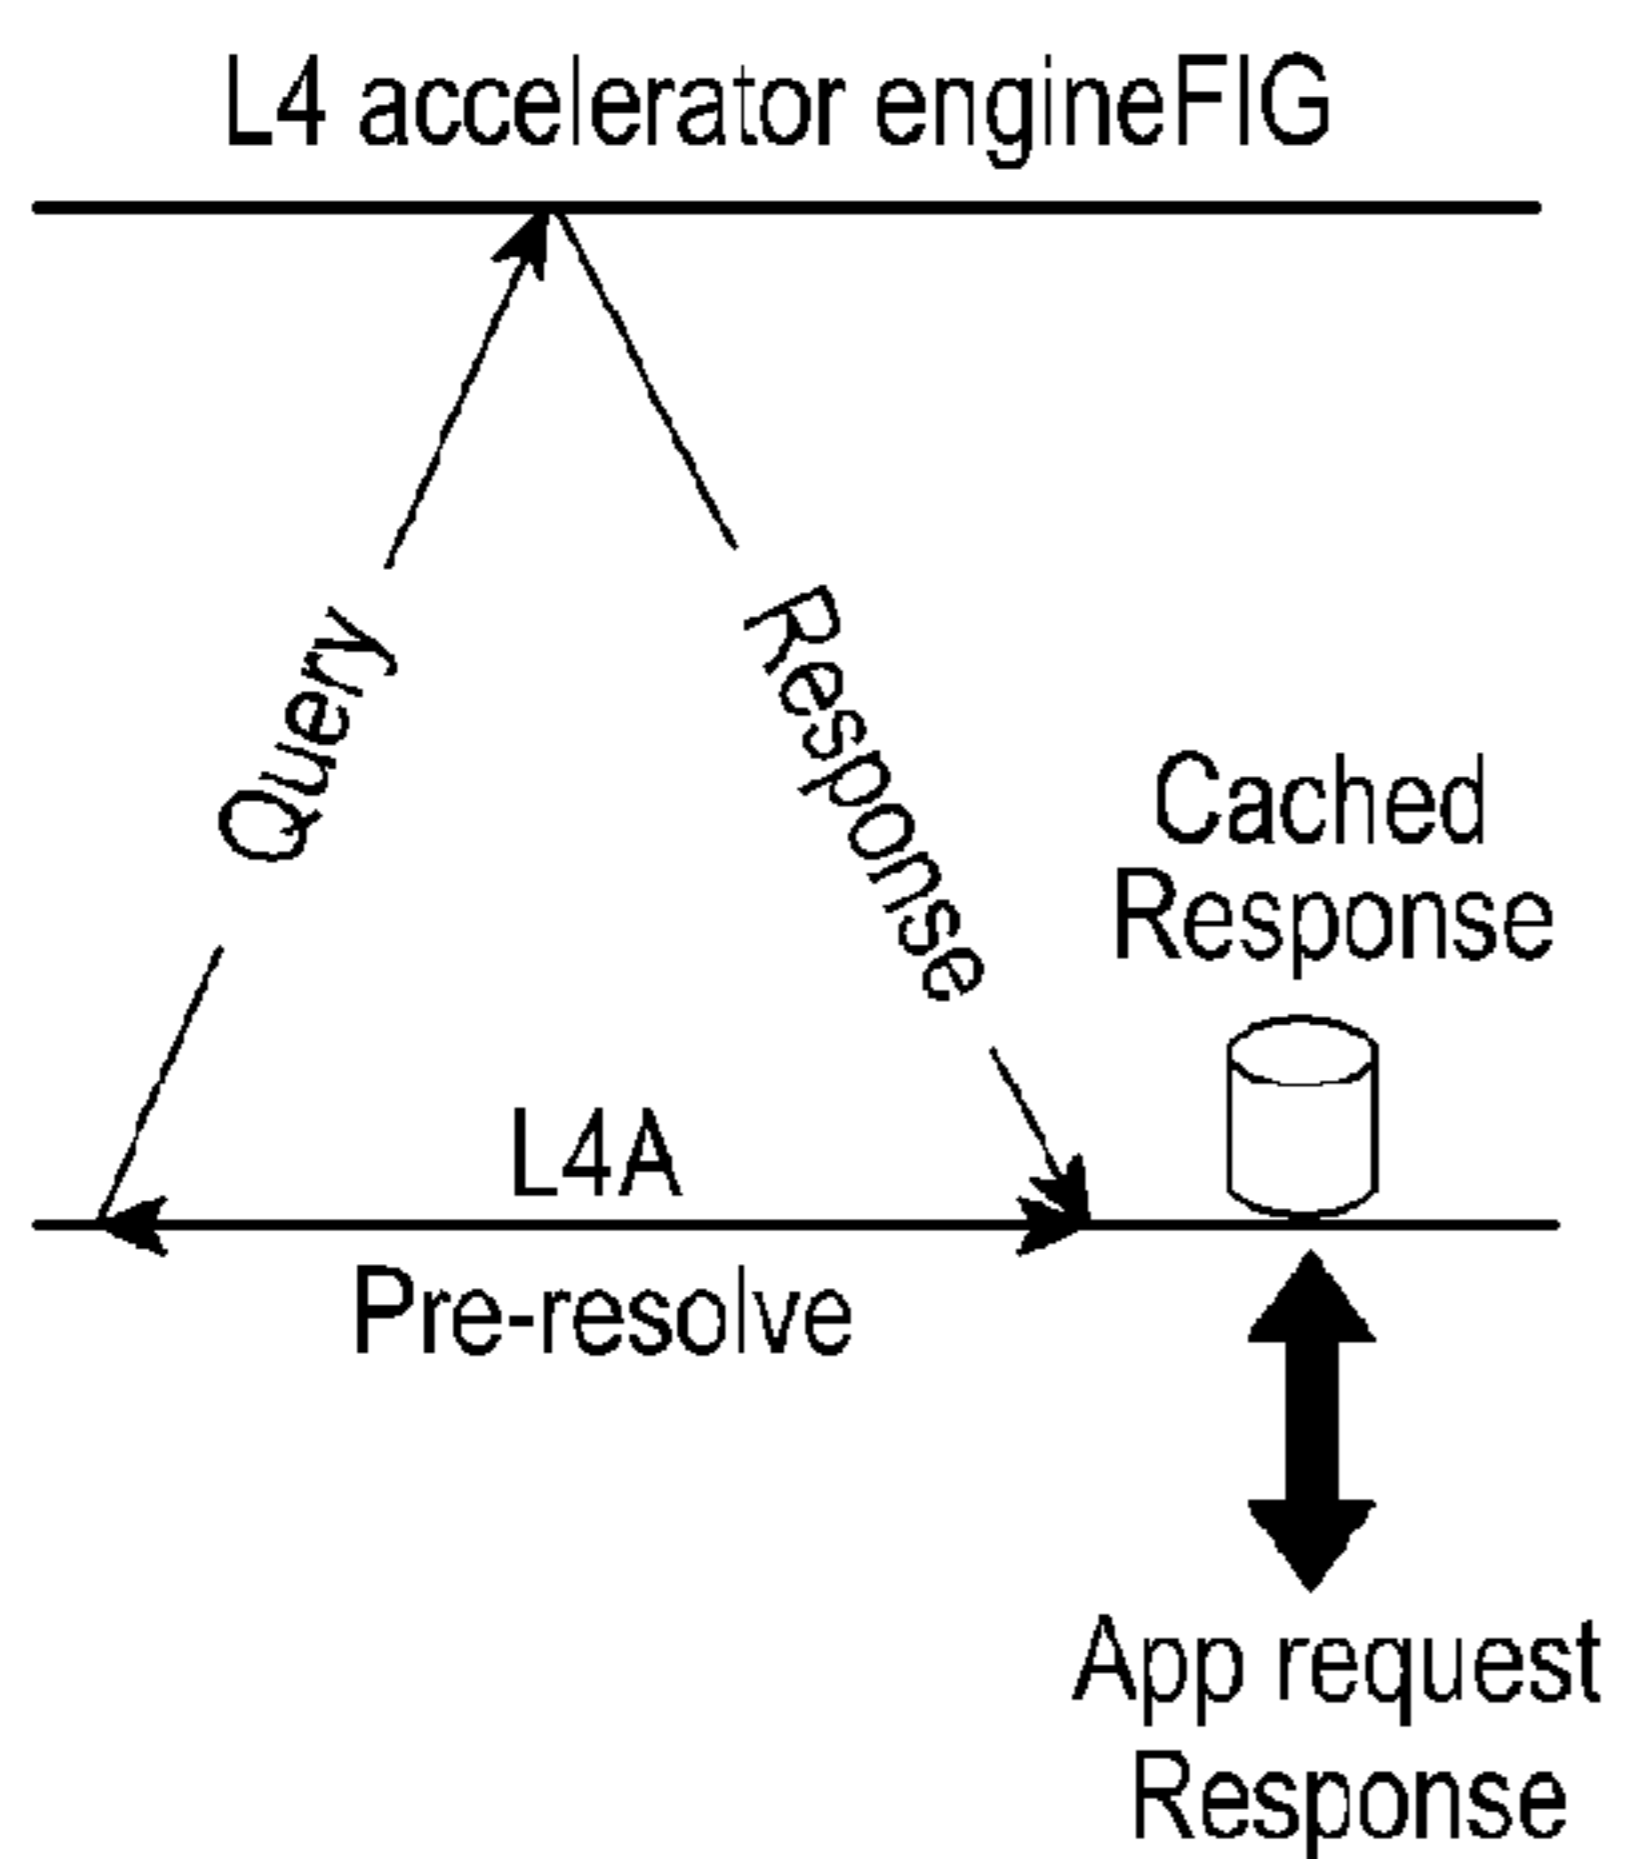 L4 accelerator engineFIG
Query
Response
Cached
Response
L4A
Pre-resolve
App request
Response